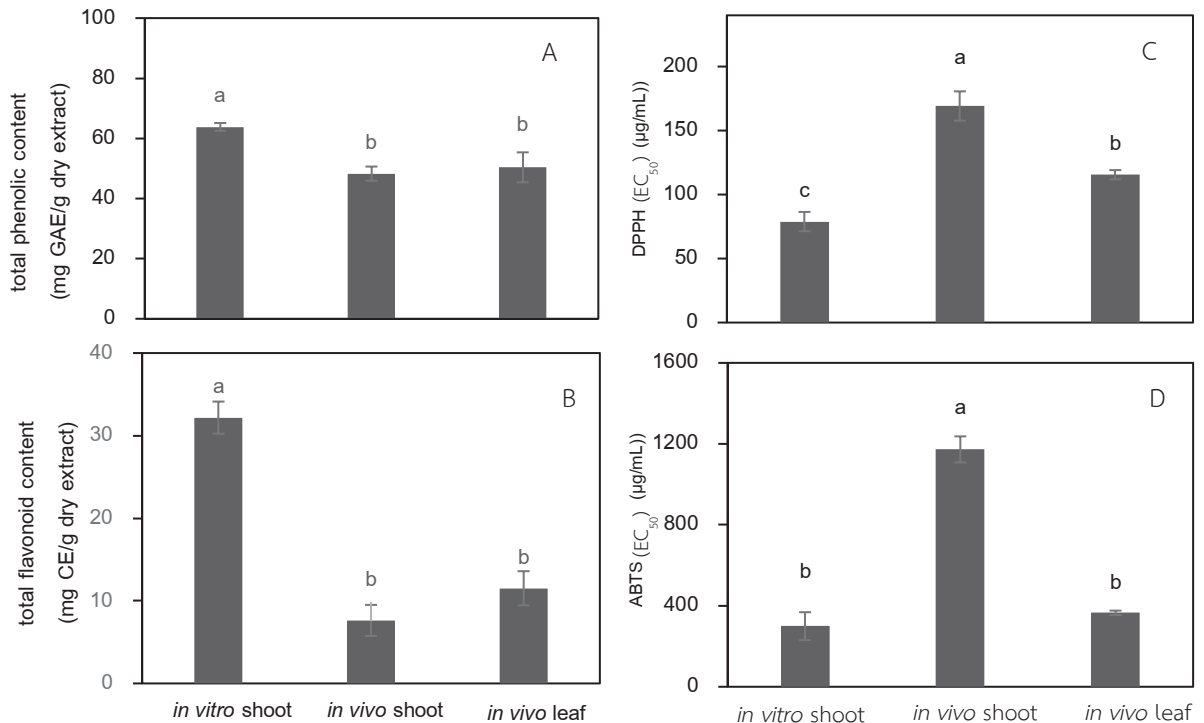 total phenolic content
(mg GAE/g dry extract)
100
80
60
40
20
0
A
a
b
b
total flavonoid content
(mg CE/g dry extract)
40
30
20
10
0
B
a
b
b
in vitro shoot
in vivo shoot
in vivo leaf
DPPH (EC50) (µg/mL))
200
150
100
50
0
C
c
a
b
ABTS (EC50) (µg/mL))
1600
1200
800
400
0
D
b
a
b
in vitro shoot
in vivo shoot
in vivo leaf